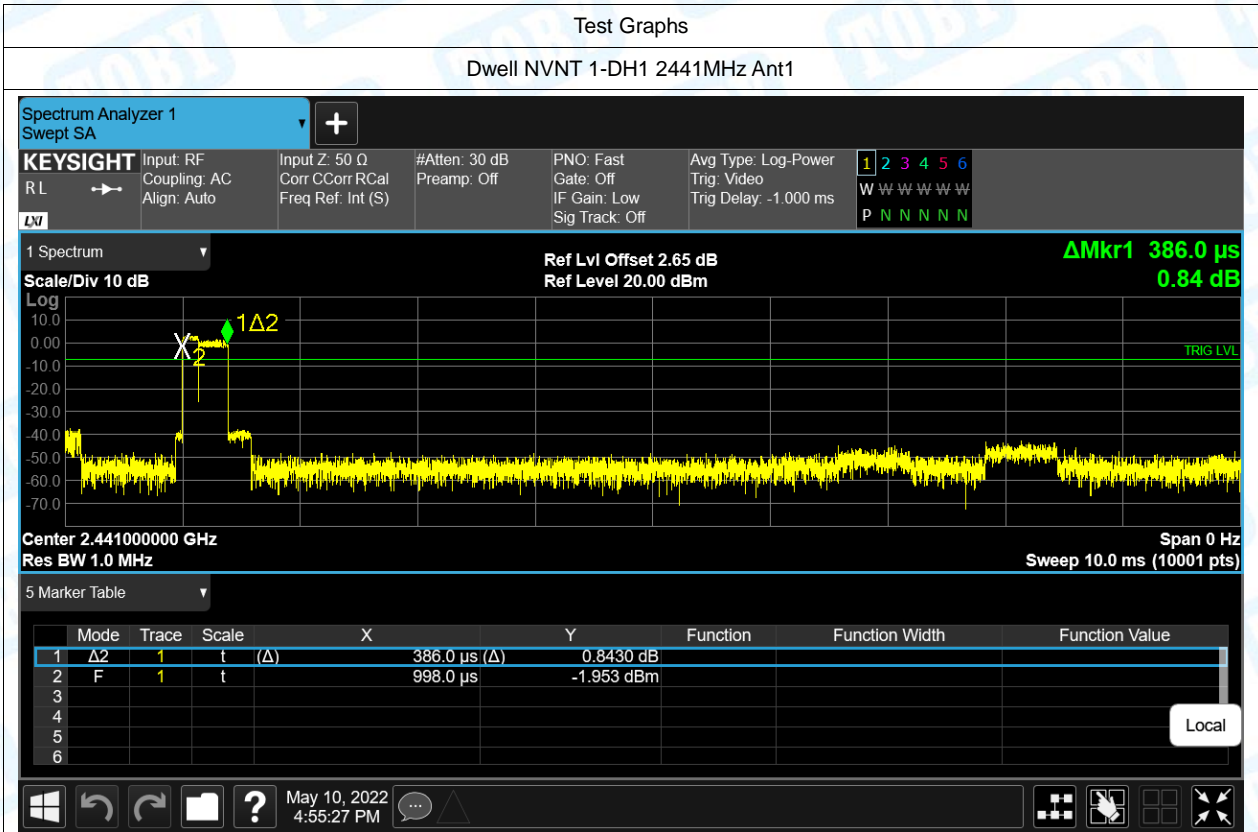 Test Graphs
Dwell NVNT 1-DH1 2441MHz Ant1
Spectrum Analyzer 1
Swept SA
KEYSIGHT
RL
LXI
Input: RF
Coupling: AC
Align: Auto
Input Z: 50 Ω
Corr CCorr RCal
Freq Ref: Int (S)
#Atten: 30 dB
Preamp: Off
PNO: Fast
Gate: Off
IF Gain: Low
Sig Track: Off
Avg Type: Log-Power
Trig: Video
Trig Delay: -1.000 ms
1 2 3 4 5 6
W W W W W W
P N N N N N
1 Spectrum
Scale/Div 10 dB
Ref Lvl Offset 2.65 dB
Ref Level 20.00 dBm
ΔMkr1 386.0 µs
0.84 dB
Log
10.0
0.00
-10.0
-20.0
-30.0
-40.0
-50.0
-60.0
-70.0
1Δ2
X2
TRIG LVL
Center 2.441000000 GHz
Span 0 Hz
Res BW 1.0 MHz
Sweep 10.0 ms (10001 pts)
5 Marker Table
Mode Trace Scale X Y Function Function Width Function Value
1 Δ2 1 t (Δ) 386.0 µs (Δ) 0.8430 dB
2 F 1 t 998.0 µs -1.953 dBm
3
4
5
6
Local
?
May 10, 2022
4:55:27 PM
TOBY